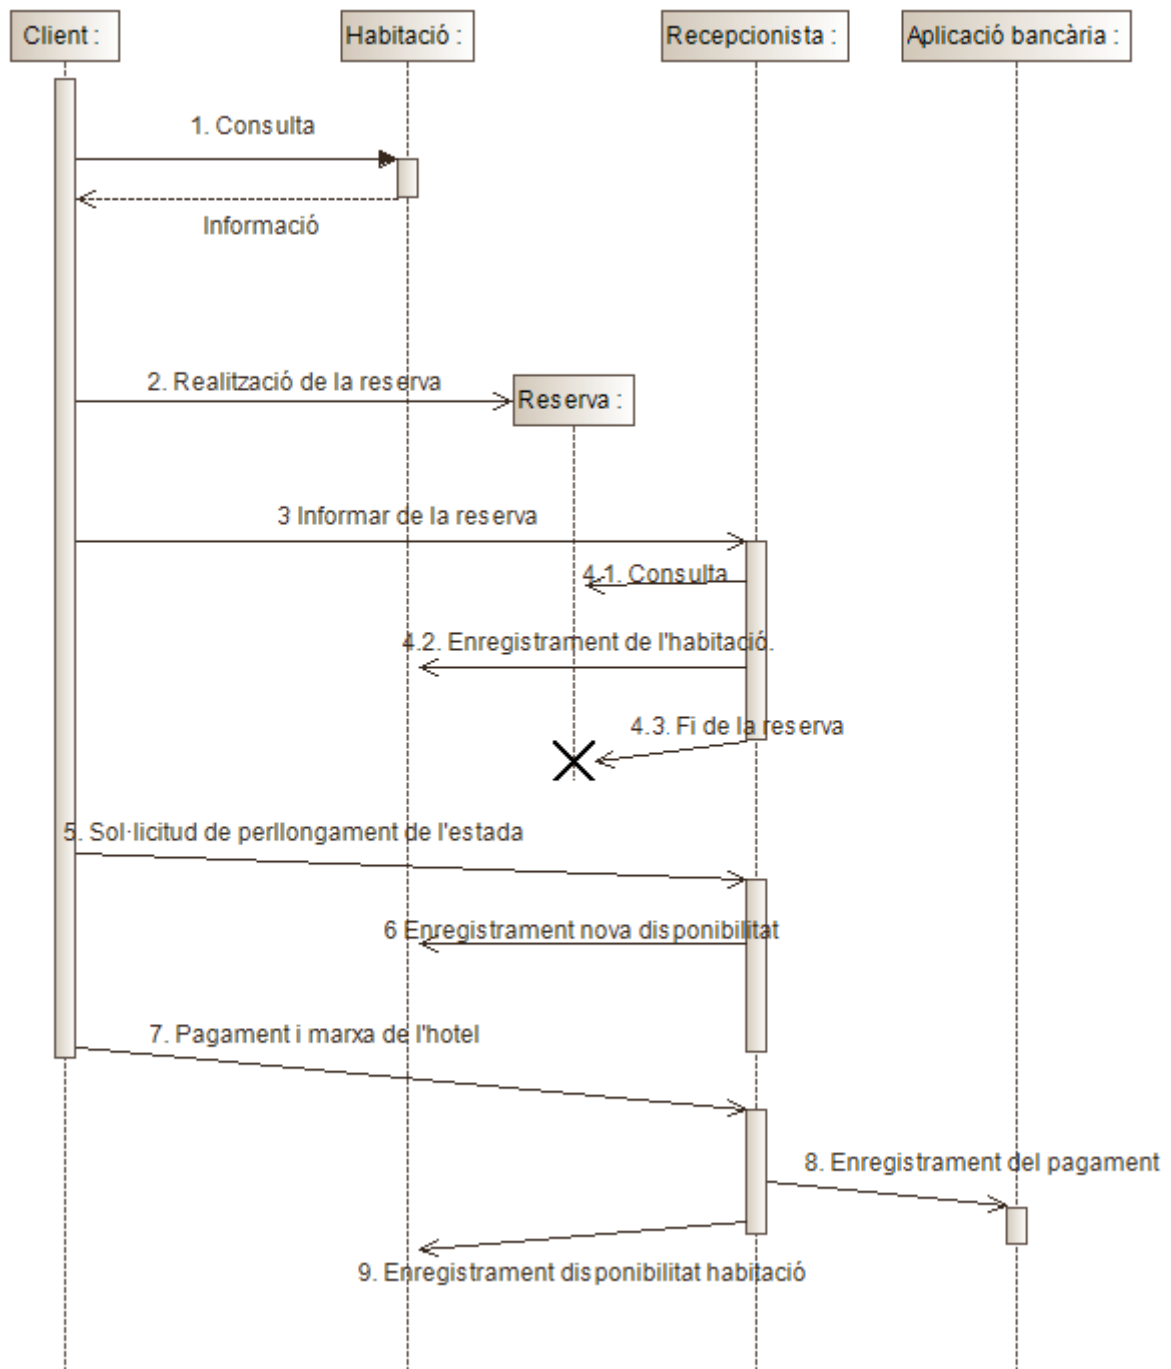 Client :
Habitació :
Recepcionista :
Aplicació bancària :
1. Consulta
Informació
2. Realització de la reserva
Reserva :
3 Informar de la reserva
4.1. Consulta
4.2. Enregistrament de l'habitació.
4.3. Fi de la reserva
5. Sol·licitud de perllongament de l'estada
6 Enregistrament nova disponibilitat
7. Pagament i marxa de l'hotel
8. Enregistrament del pagament
9. Enregistrament disponibilitat habitació